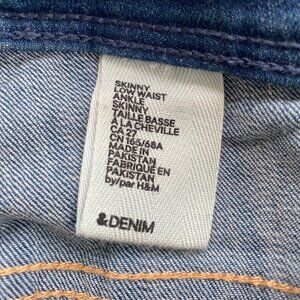 SKINNY
LOW WAIST
ANKLE
SKINNY
TAILLE BASSE
A LA CHEVILLE
CA 27
CN 165/68A
MADE IN
PAKISTAN
FABRIQUÉ EN
PAKISTAN
by/par H&M
&DENIM